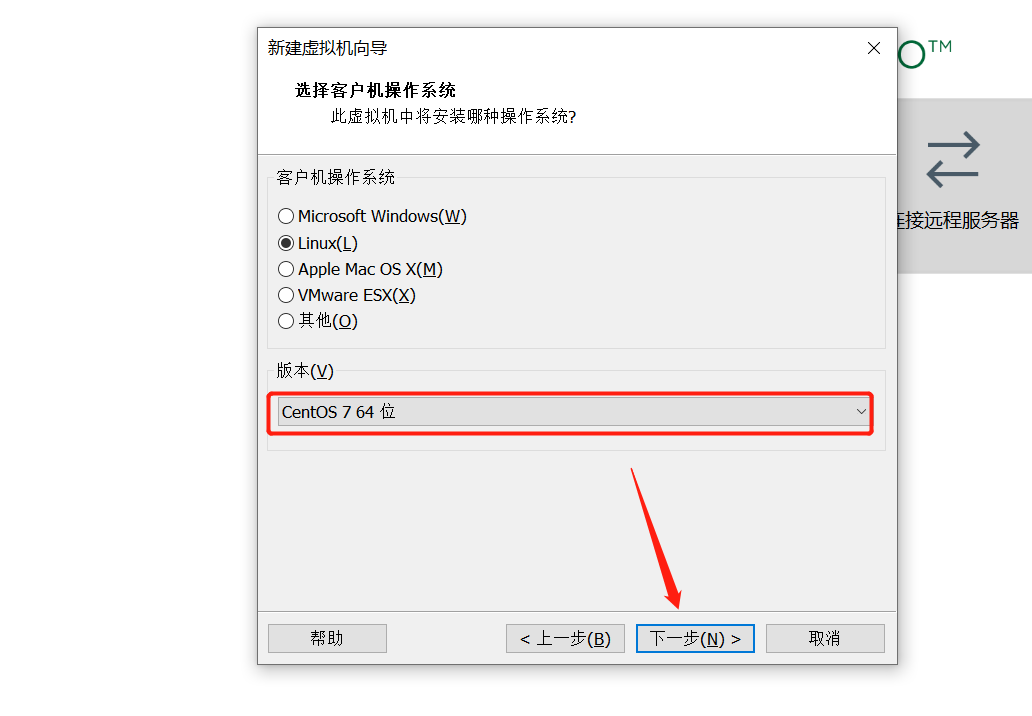 新建虚拟机向导
O™
选择客户机操作系统
此虚拟机中将安装哪种操作系统?
客户机操作系统
Microsoft Windows(W)
Linux(L)
Apple Mac OS X(M)
VMware ESX(X)
其他(O)
连接远程服务器
版本(V)
CentOS 7 64 位
帮助
< 上一步(B)
下一步(N) >
取消